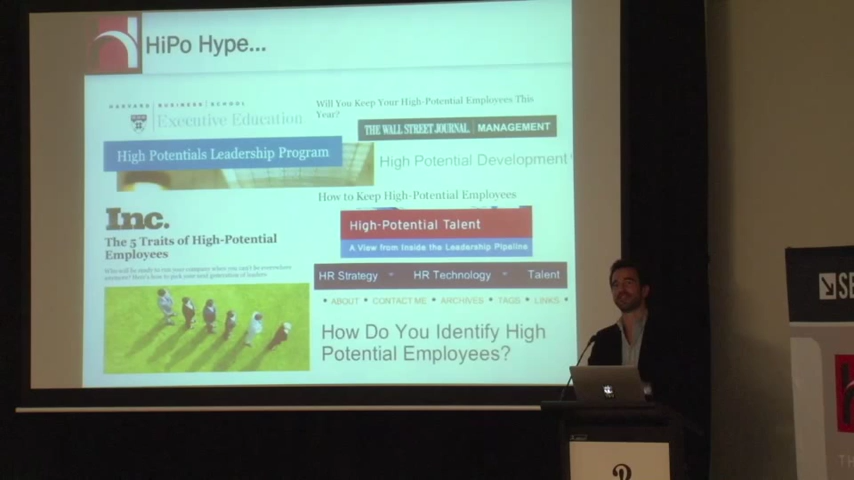 HiPo Hype...
HARVARD | BUSINESS | SCHOOL
Executive Education
High Potentials Leadership Program
Will You Keep Your High-Potential Employees This
Year?
THE WALL STREET JOURNAL | MANAGEMENT
High Potential Development
How to Keep High-Potential Employees
High-Potential Talent
A View from Inside the Leadership Pipeline
Inc.
The 5 Traits of High-Potential
Employees
HR Strategy HR Technology Talent
• ABOUT • CONTACT ME • ARCHIVES • TAGS • LINKS •
How Do You Identify High
Potential Employees?
SE
TH